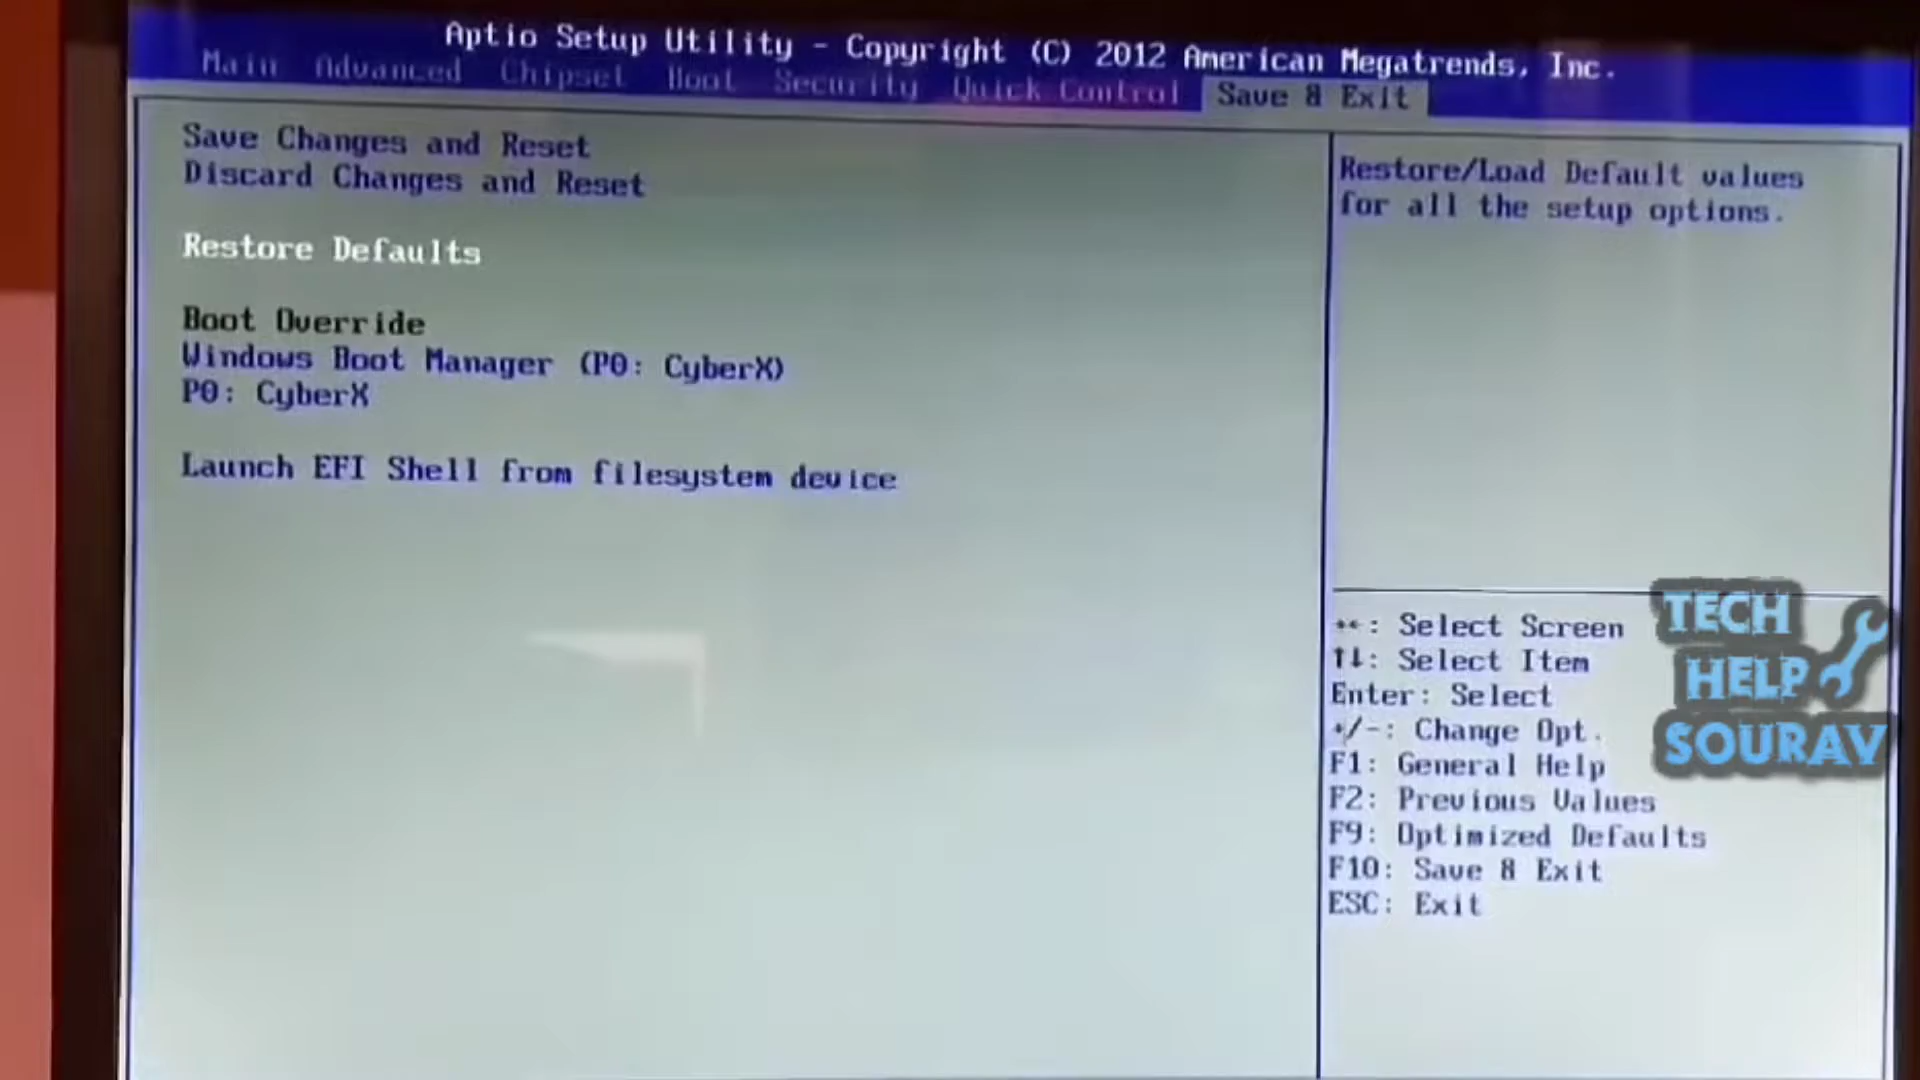 Aptio Setup Utility - Copyright (C) 2012 American Megatrends, Inc.
Main Advanced Chipset Boot Security Quick Control Save & Exit
Save Changes and Reset
Discard Changes and Reset
Restore Defaults
Boot Override
Windows Boot Manager (P0: CyberX)
P0: CyberX
Launch EFI Shell from filesystem device
Restore/Load Default values
for all the setup options.
→←: Select Screen
↑↓: Select Item
Enter: Select
+/-: Change Opt.
F1: General Help
F2: Previous Values
F9: Optimized Defaults
F10: Save & Exit
ESC: Exit
TECH
HELP
SOURAV